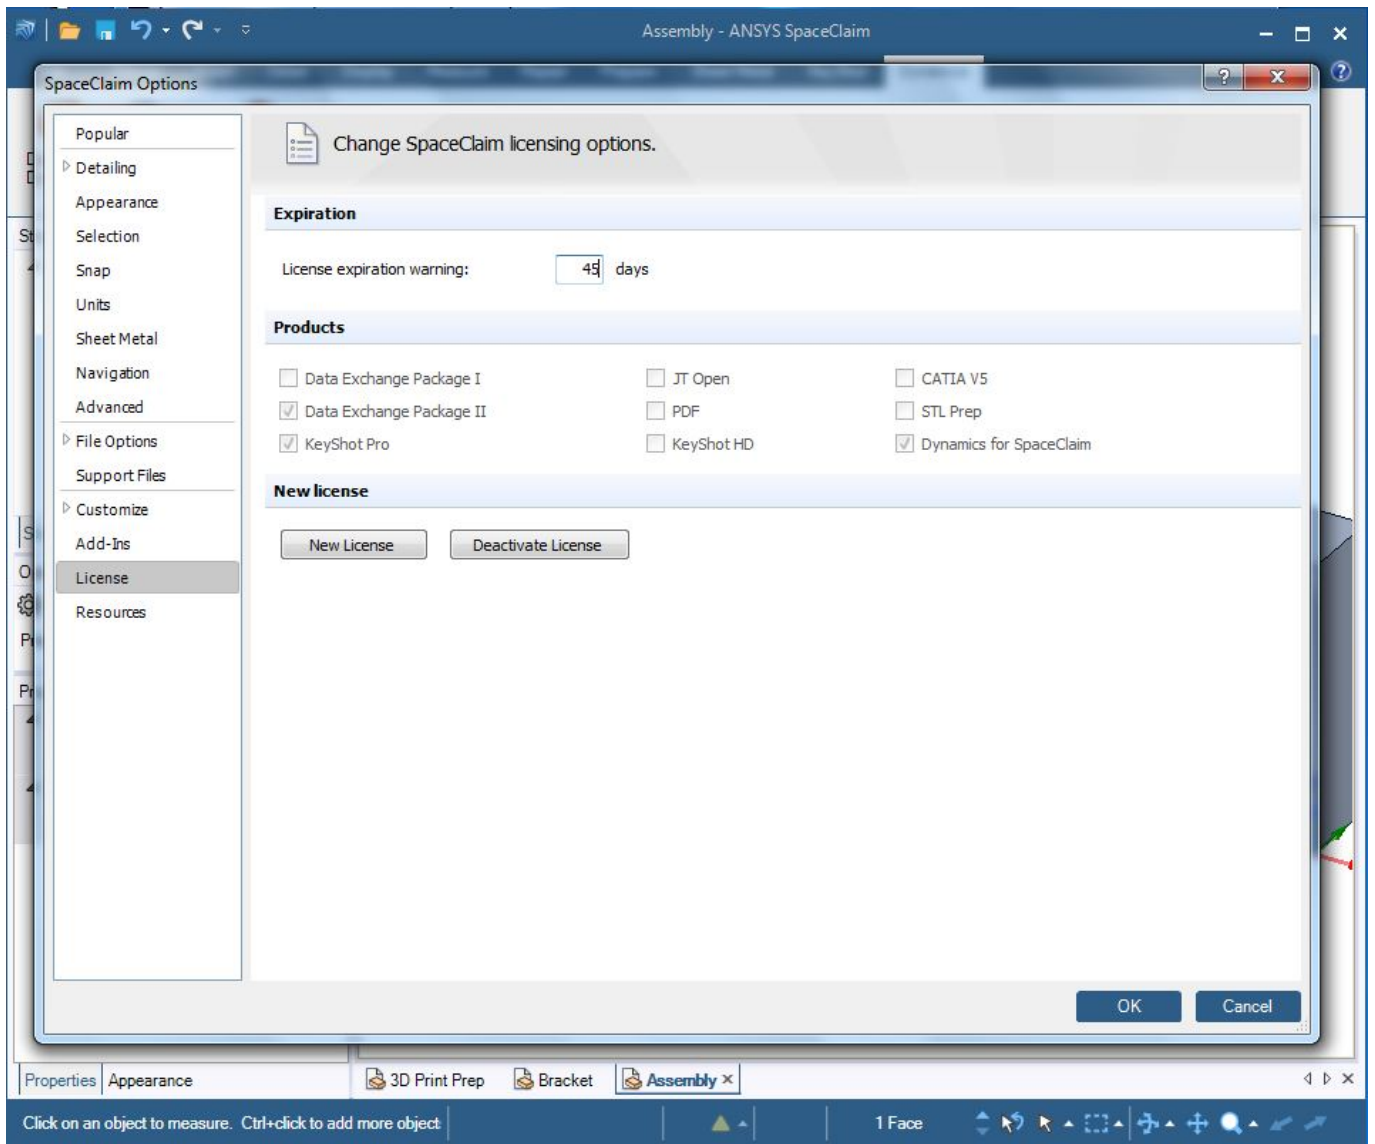 Assembly - ANSYS SpaceClaim
SpaceClaim Options
Popular
Detailing
Appearance
Selection
Snap
Units
Sheet Metal
Navigation
Advanced
File Options
Support Files
Customize
Add-Ins
License
Resources
Change SpaceClaim licensing options.
Expiration
License expiration warning: 45 days
Products
Data Exchange Package I JT Open CATIA V5
Data Exchange Package II PDF STL Prep
KeyShot Pro KeyShot HD Dynamics for SpaceClaim
New license
New License Deactivate License
OK Cancel
Properties Appearance 3D Print Prep Bracket Assembly
Click on an object to measure. Ctrl+click to add more object 1 Face